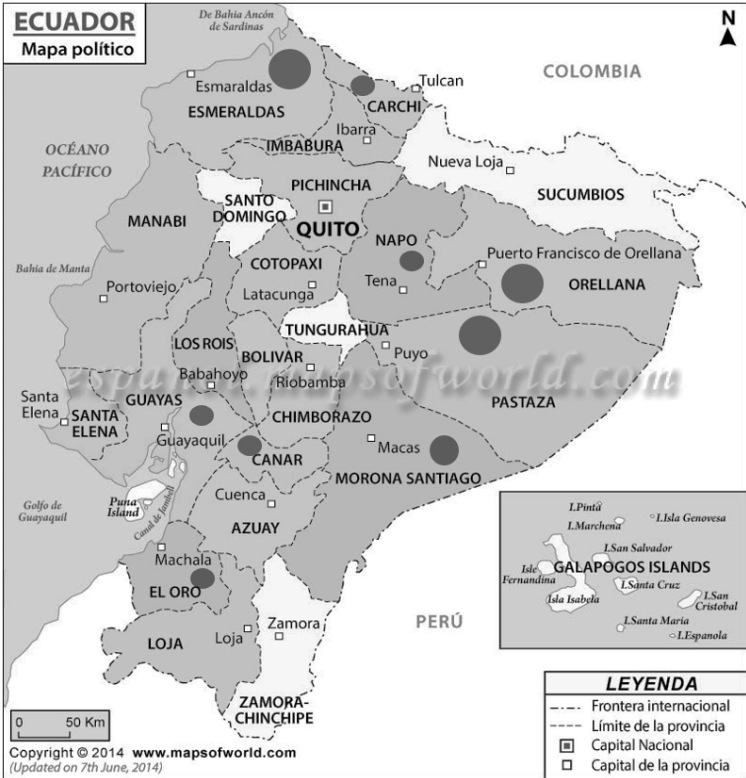 ECUADOR
Mapa político
De Bahia Ancón
de Sardinas
N
COLOMBIA
Esmaraldas
ESMERALDAS
Tulcan
CARCHI
Ibarra
IMBABURA
OCÉANO
PACÍFICO
Nueva Loja
SUCUMBIOS
PICHINCHA
SANTO
DOMINGO
QUITO
MANABI
NAPO
Bahia de Manta
COTOPAXI
Puerto Francisco de Orellana
Portoviejo
Latacunga
Tena
ORELLANA
TUNGURAHUA
LOS ROIS
BOLIVAR
Puyo
espanol.mapsofworld.com
Babahoyo
Riobamba
PASTAZA
Santa
Elena
SANTA
ELENA
GUAYAS
CHIMBORAZO
Guayaquil
Macas
CANAR
MORONA SANTIAGO
Golfo de
Guayaquil
Puna
Island
Canal de Jambeli
Cuenca
AZUAY
Machala
EL ORO
LOJA
Loja
Zamora
PERÚ
ZAMORA-
CHINCHIPE
I.Pinta
I.Marchena
I.Isla Genovesa
I.San Salvador
GALAPOGOS ISLANDS
Isle
Fernandina
I.Santa Cruz
Isla Isabela
I.San
Cristobal
I.Santa Maria
I.Espanola
LEYENDA
Frontera internacional
Límite de la provincia
Capital Nacional
Capital de la provincia
0 50 Km
Copyright © 2014 www.mapsofworld.com
(Updated on 7th June, 2014)